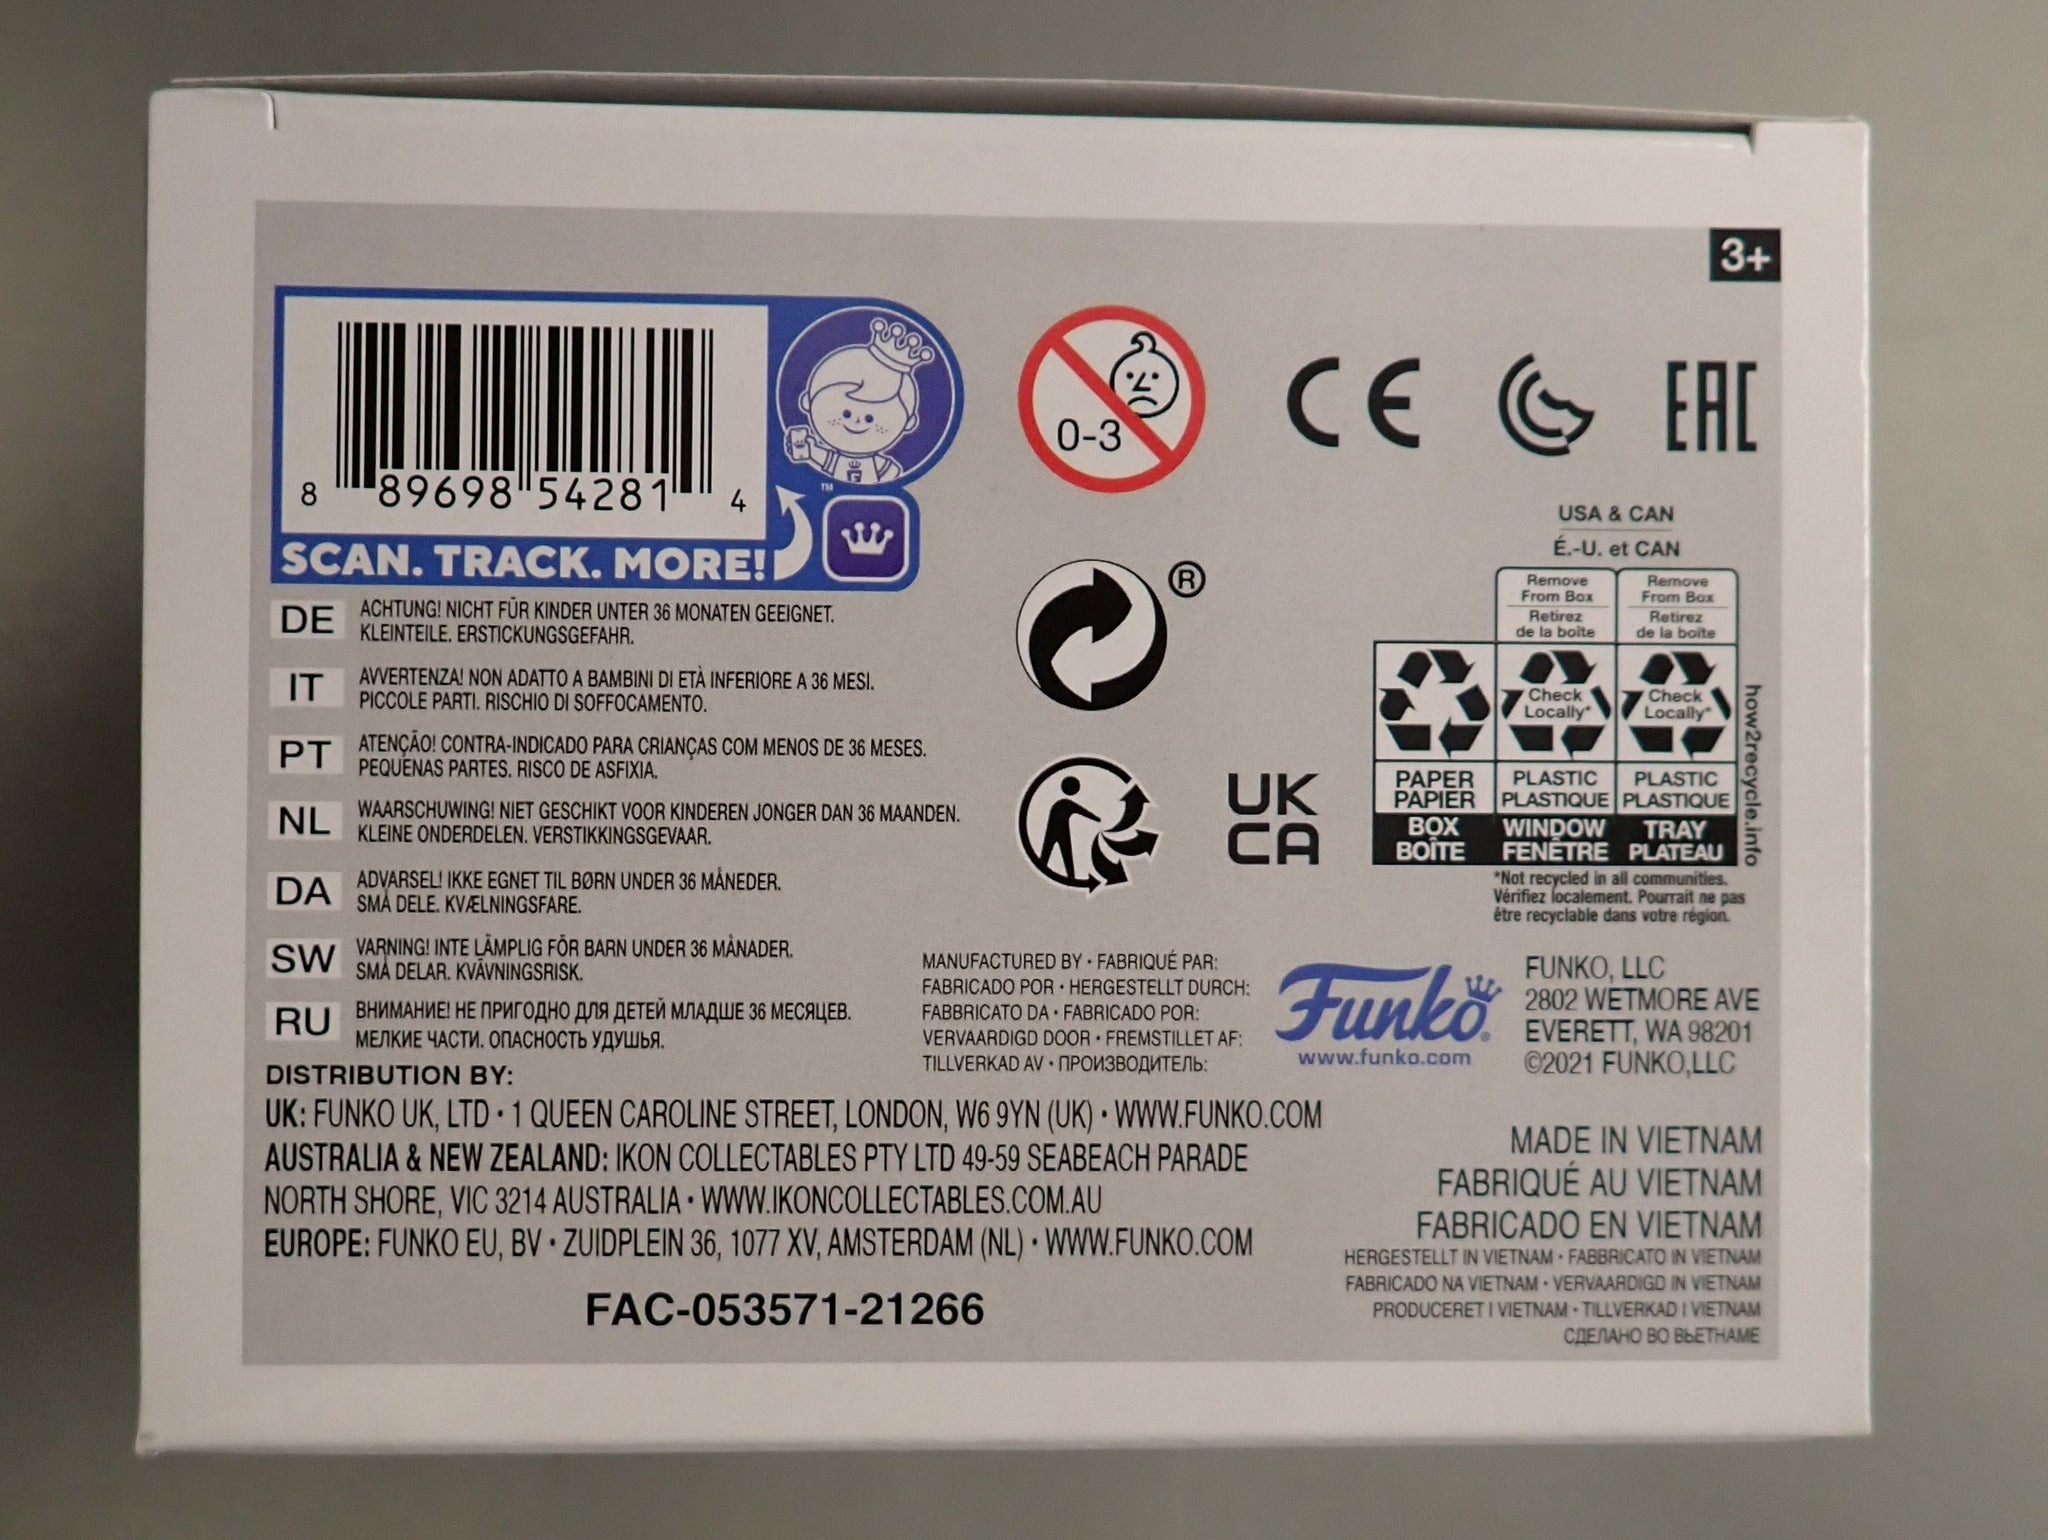 3+
8 89698 54281 4
SCAN. TRACK. MORE!
TM
0-3
CE
EAC
USA & CAN
É.-U. et CAN
Remove
From Box
Retirez
de la boîte
Remove
From Box
Retirez
de la boîte
Check
Locally*
Check
Locally*
PAPER
PAPIER
PLASTIC
PLASTIQUE
PLASTIC
PLASTIQUE
BOX
BOÎTE
WINDOW
FENÊTRE
TRAY
PLATEAU
how2recycle.info
*Not recycled in all communities.
Vérifiez localement. Pourrait ne pas
être recyclable dans votre région.
®
UK
CA
DE ACHTUNG! NICHT FÜR KINDER UNTER 36 MONATEN GEEIGNET.
KLEINTEILE. ERSTICKUNGSGEFAHR.
IT AVVERTENZA! NON ADATTO A BAMBINI DI ETÀ INFERIORE A 36 MESI.
PICCOLE PARTI. RISCHIO DI SOFFOCAMENTO.
PT ATENÇÃO! CONTRA-INDICADO PARA CRIANÇAS COM MENOS DE 36 MESES.
PEQUENAS PARTES. RISCO DE ASFIXIA.
NL WAARSCHUWING! NIET GESCHIKT VOOR KINDEREN JONGER DAN 36 MAANDEN.
KLEINE ONDERDELEN. VERSTIKKINGSGEVAAR.
DA ADVARSEL! IKKE EGNET TIL BØRN UNDER 36 MÅNEDER.
SMÅ DELE. KVÆLNINGSFARE.
SW VARNING! INTE LÄMPLIG FÖR BARN UNDER 36 MÅNADER.
SMÅ DELAR. KVÄVNINGSRISK.
RU ВНИМАНИЕ! НЕ ПРИГОДНО ДЛЯ ДЕТЕЙ МЛАДШЕ 36 МЕСЯЦЕВ.
МЕЛКИЕ ЧАСТИ. ОПАСНОСТЬ УДУШЬЯ.
MANUFACTURED BY • FABRIQUÉ PAR:
FABRICADO POR • HERGESTELLT DURCH:
FABBRICATO DA • FABRICADO POR:
VERVAARDIGD DOOR • FREMSTILLET AF:
TILLVERKAD AV • ПРОИЗВОДИТЕЛЬ:
Funko®
www.funko.com
FUNKO, LLC
2802 WETMORE AVE
EVERETT, WA 98201
©2021 FUNKO,LLC
DISTRIBUTION BY:
UK: FUNKO UK, LTD • 1 QUEEN CAROLINE STREET, LONDON, W6 9YN (UK) • WWW.FUNKO.COM
AUSTRALIA & NEW ZEALAND: IKON COLLECTABLES PTY LTD 49-59 SEABEACH PARADE
NORTH SHORE, VIC 3214 AUSTRALIA • WWW.IKONCOLLECTABLES.COM.AU
EUROPE: FUNKO EU, BV • ZUIDPLEIN 36, 1077 XV, AMSTERDAM (NL) • WWW.FUNKO.COM
FAC-053571-21266
MADE IN VIETNAM
FABRIQUÉ AU VIETNAM
FABRICADO EN VIETNAM
HERGESTELLT IN VIETNAM • FABBRICATO IN VIETNAM
FABRICADO NA VIETNAM • VERVAARDIGD IN VIETNAM
PRODUCERET I VIETNAM • TILLVERKAD I VIETNAM
СДЕЛАНО ВО ВЬЕТНАМЕ